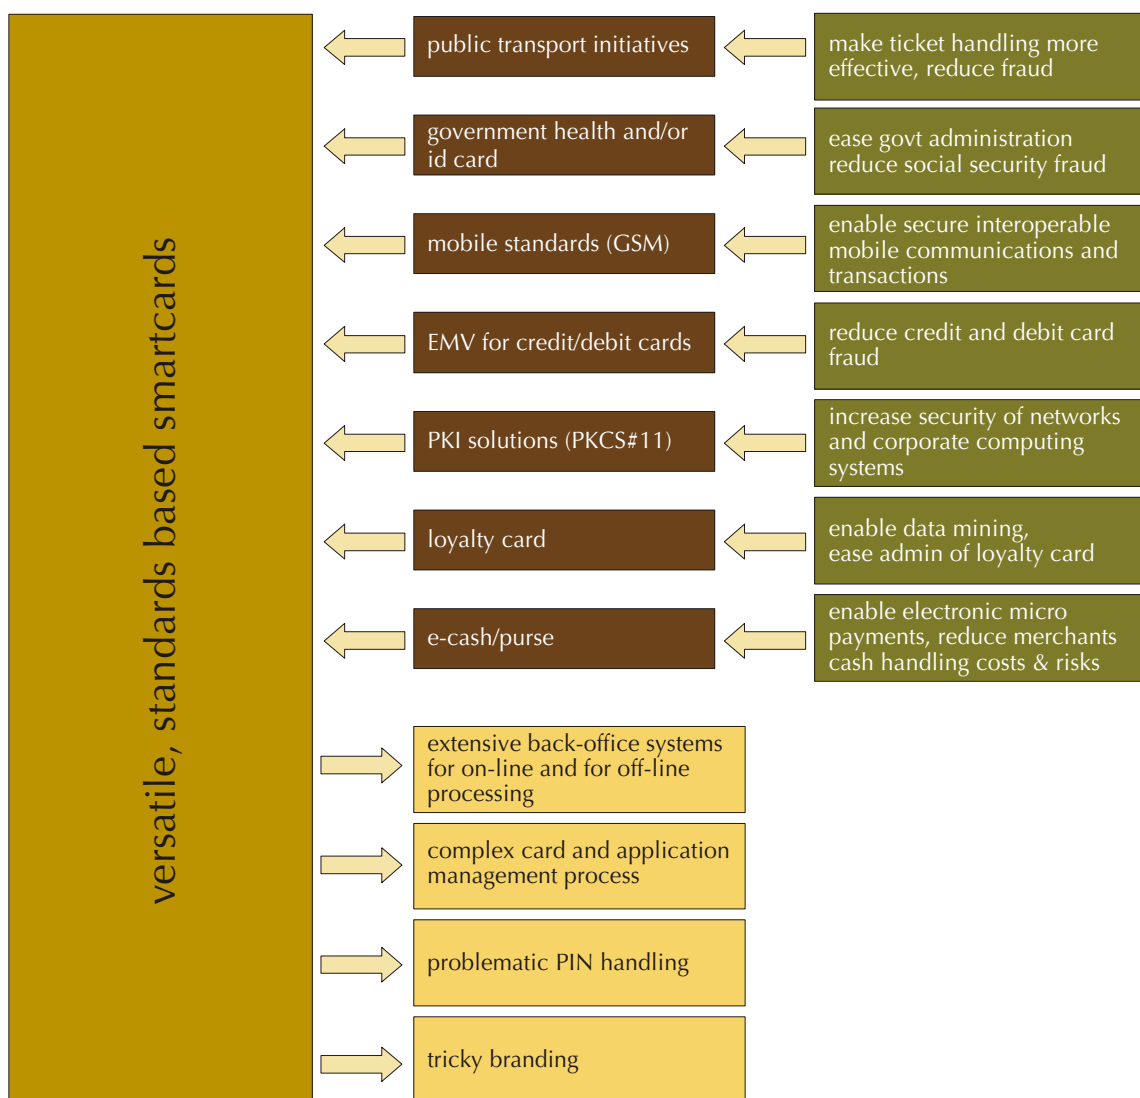 versatile, standards based smartcards
public transport initiatives
make ticket handling more
effective, reduce fraud
government health and/or
id card
ease govt administration
reduce social security fraud
mobile standards (GSM)
enable secure interoperable
mobile communications and
transactions
EMV for credit/debit cards
reduce credit and debit card
fraud
PKI solutions (PKCS#11)
increase security of networks
and corporate computing
systems
loyalty card
enable data mining,
ease admin of loyalty card
e-cash/purse
enable electronic micro
payments, reduce merchants
cash handling costs & risks
extensive back-office systems
for on-line and for off-line
processing
complex card and application
management process
problematic PIN handling
tricky branding